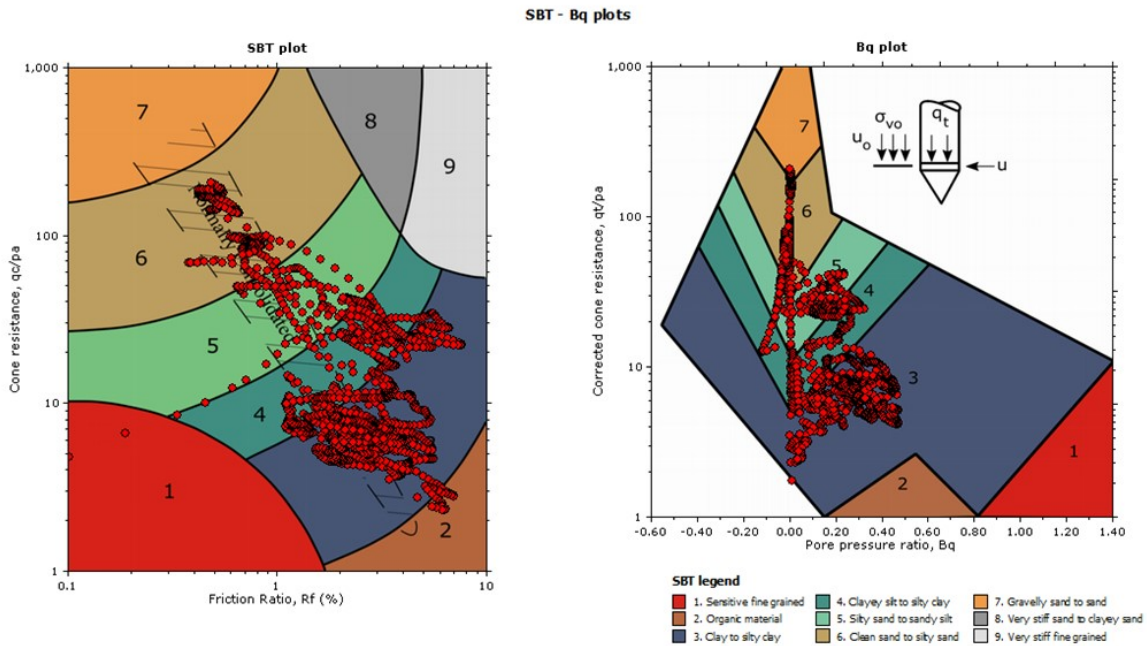 SBT - Bq plots
SBT plot
1,000
100
10
1
0.1
1
10
Cone resistance, qc/pa
Friction Ratio, Rf (%)
7
8
9
6
5
4
1
2
Bq plot
1,000
100
10
1
-0.60
-0.40
-0.20
0.00
0.20
0.40
0.60
0.80
1.00
1.20
1.40
Corrected cone resistance, qt/pa
Pore pressure ratio, Bq
7
6
5
4
3
2
1
σvo
uo
qt
u
SBT legend
1. Sensitive fine grained
2. Organic material
3. Clay to silty clay
4. Clayey silt to silty clay
5. Silty sand to sandy silt
6. Clean sand to silty sand
7. Gravelly sand to sand
8. Very stiff sand to clayey sand
9. Very stiff fine grained